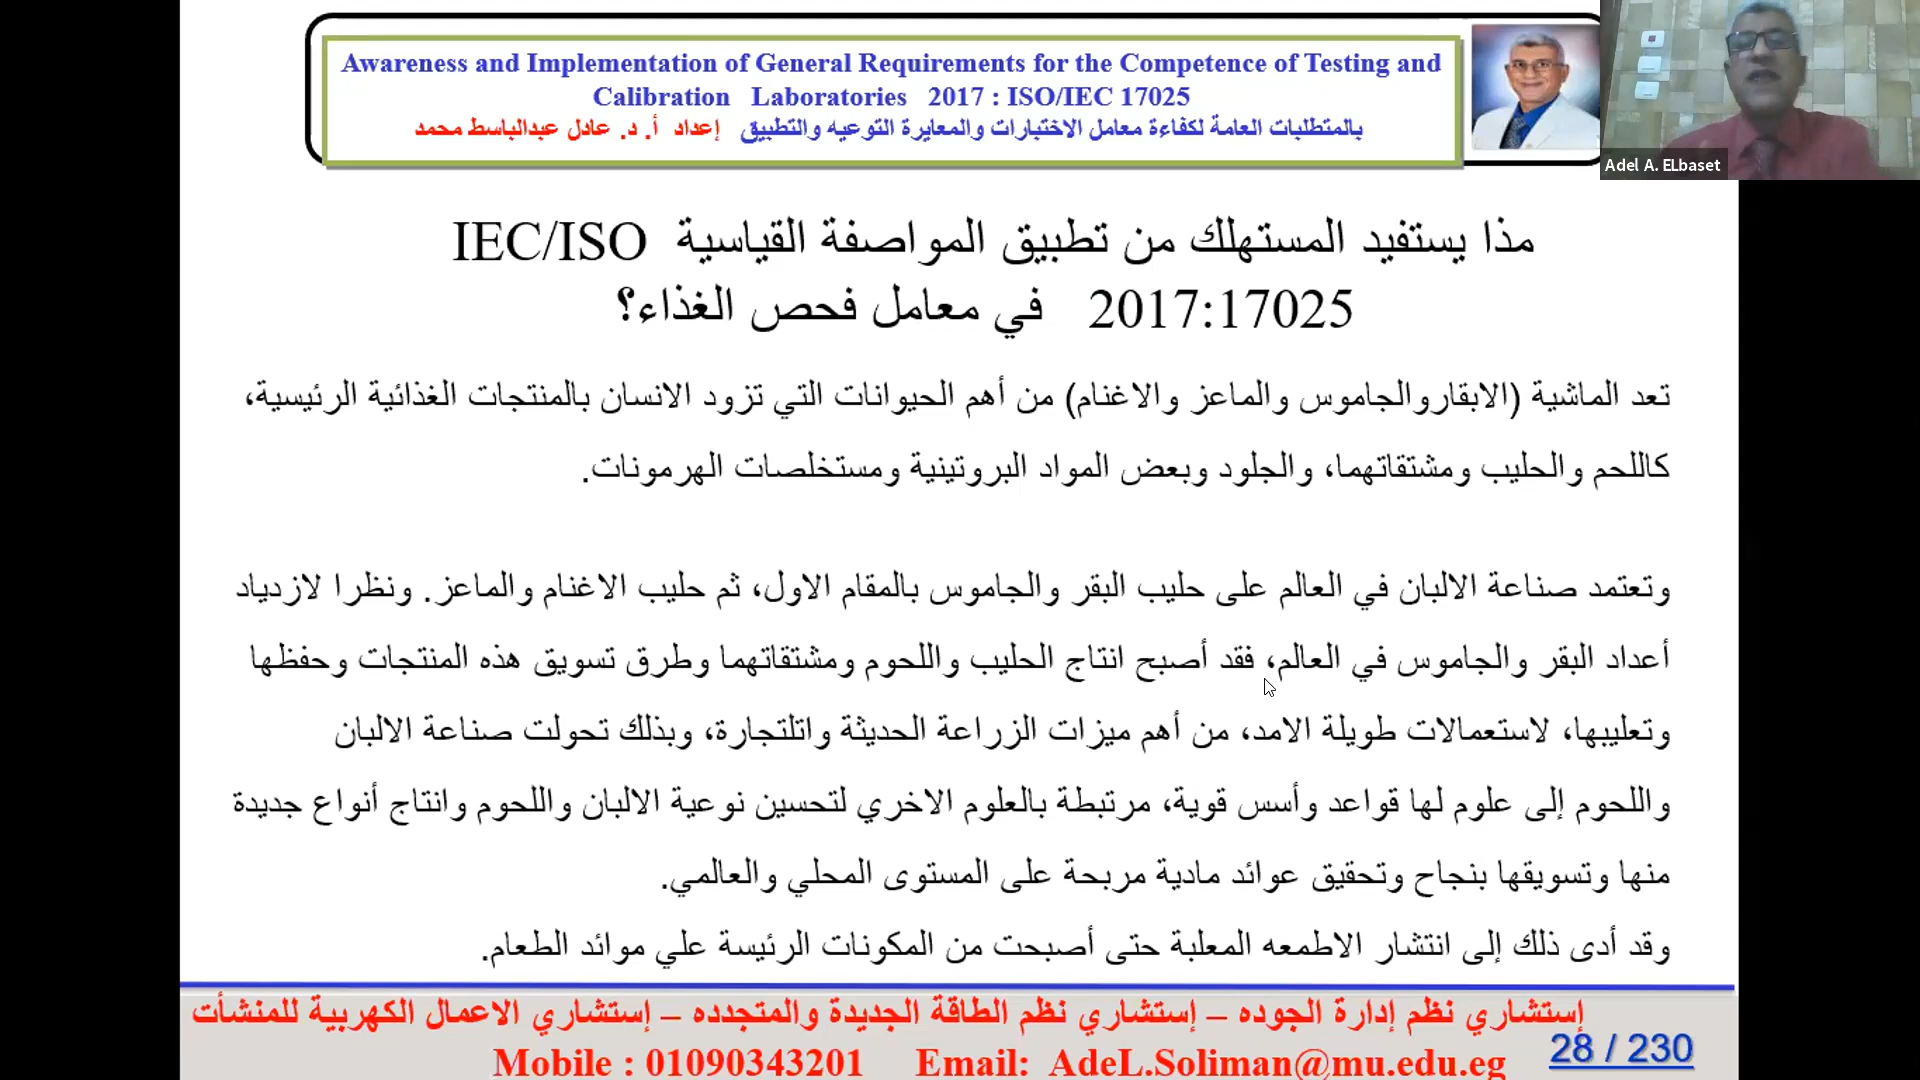 Awareness and Implementation of General Requirements for the Competence of Testing and
Calibration Laboratories 2017 : ISO/IEC 17025
بالمتطلبات العامة لكفاءة معامل الاختبارات والمعايرة التوعيه والتطبيق إعداد أ. د. عادل عبدالباسط محمد
Adel A. ELbaset
مذا يستفيد المستهلك من تطبيق المواصفة القياسية IEC/ISO
2017:17025 في معامل فحص الغذاء؟
تعد الماشية (الابقاروالجاموس والماعز والاغنام) من أهم الحيوانات التي تزود الانسان بالمنتجات الغذائية الرئيسية،
كاللحم والحليب ومشتقاتهما، والجلود وبعض المواد البروتينية ومستخلصات الهرمونات.
وتعتمد صناعة الالبان في العالم على حليب البقر والجاموس بالمقام الاول، ثم حليب الاغنام والماعز. ونظرا لازدياد
أعداد البقر والجاموس في العالم، فقد أصبح انتاج الحليب واللحوم ومشتقاتهما وطرق تسويق هذه المنتجات وحفظها
وتعليبها، لاستعمالات طويلة الامد، من أهم ميزات الزراعة الحديثة واتلتجارة، وبذلك تحولت صناعة الالبان
واللحوم إلى علوم لها قواعد وأسس قوية، مرتبطة بالعلوم الاخري لتحسين نوعية الالبان واللحوم وانتاج أنواع جديدة
منها وتسويقها بنجاح وتحقيق عوائد مادية مربحة على المستوى المحلي والعالمي.
وقد أدى ذلك إلى انتشار الاطمعه المعلبة حتى أصبحت من المكونات الرئيسة علي موائد الطعام.
إستشاري نظم إدارة الجوده – إستشاري نظم الطاقة الجديدة والمتجدده – إستشاري الاعمال الكهربية للمنشأت
Mobile : 01090343201 Email: AdeL.Soliman@mu.edu.eg
28 / 230